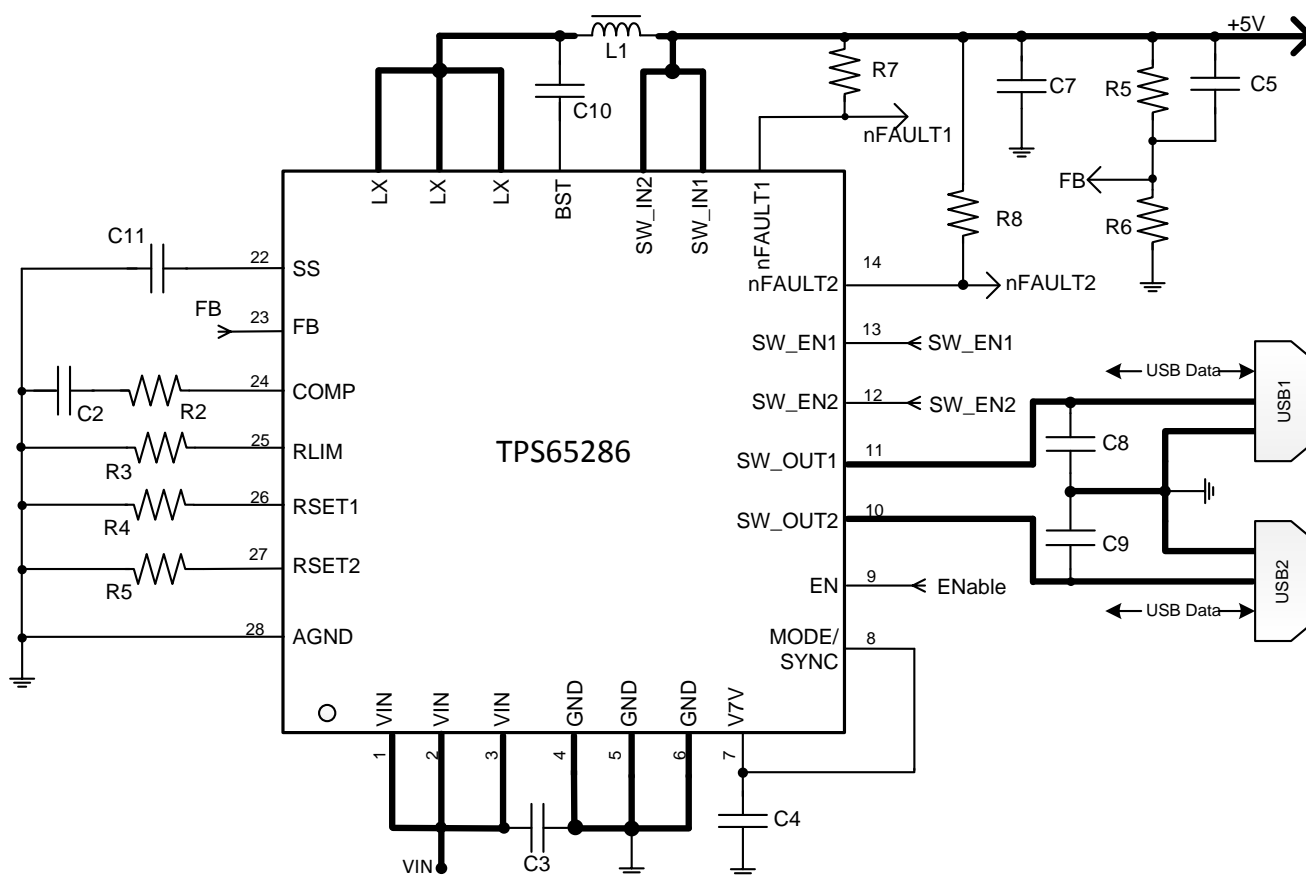 +5V
L1
R7
C10
C7
R5
C5
nFAULT1
FB
R6
R8
LX
LX
LX
BST
SW_IN2
SW_IN1
nFAULT1
C11
22
SS
14
nFAULT2
nFAULT2
FB
23
FB
13
SW_EN1
SW_EN1
USB Data
USB1
C2
R2
24
COMP
12
SW_EN2
SW_EN2
R3
25
RLIM
TPS65286
11
SW_OUT1
C8
R4
26
RSET1
10
SW_OUT2
C9
R5
27
RSET2
9
EN
ENable
USB2
USB Data
28
AGND
8
MODE/
SYNC
VIN
VIN
VIN
GND
GND
GND
V7V
1
2
3
4
5
6
7
C3
C4
VIN